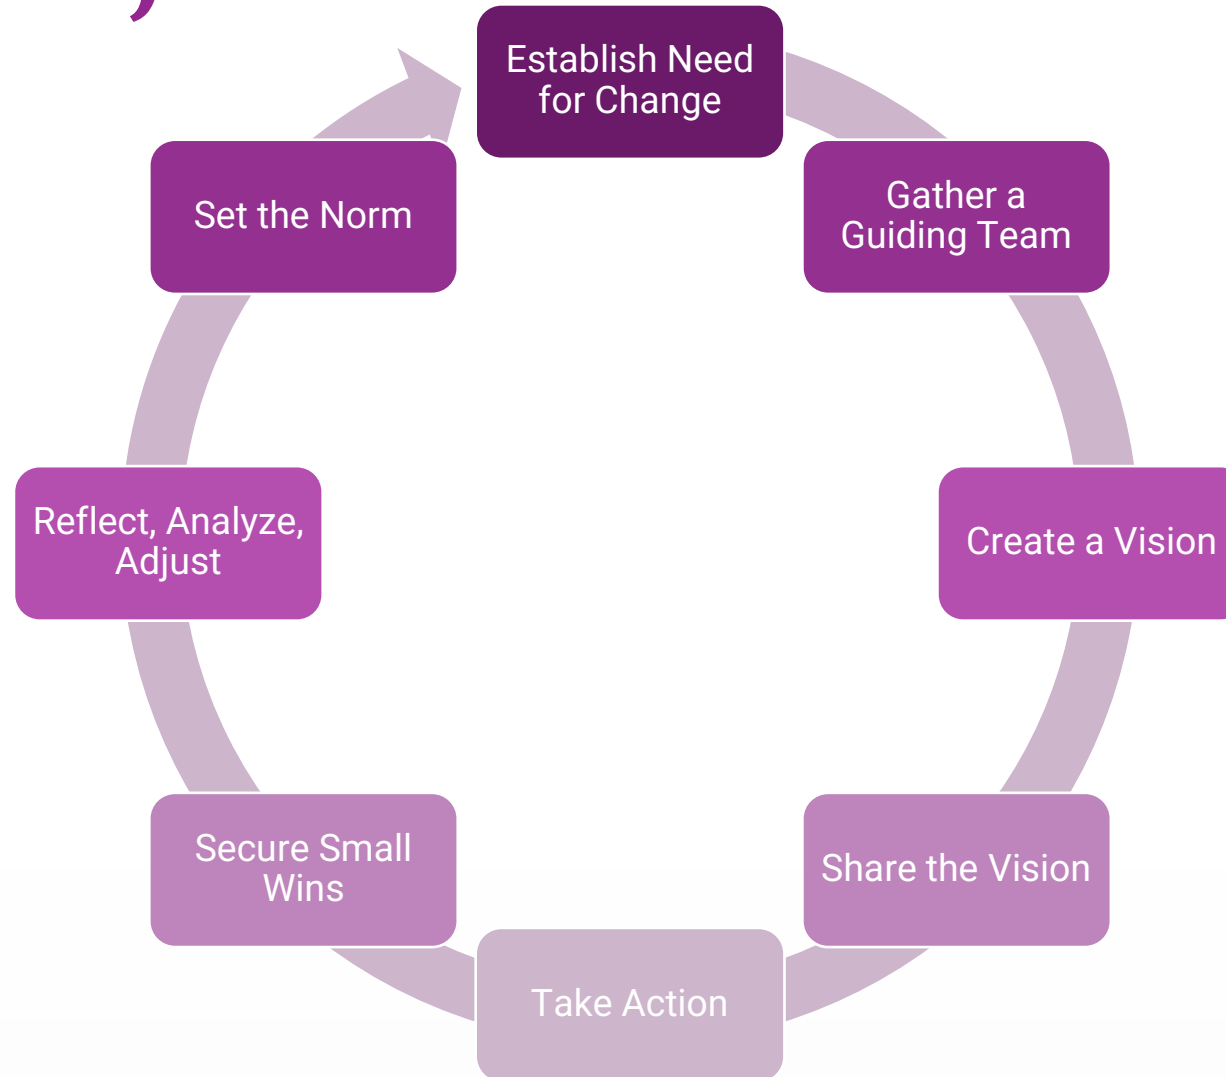 Establish Need
for Change
Gather a
Guiding Team
Create a Vision
Share the Vision
Take Action
Secure Small
Wins
Reflect, Analyze,
Adjust
Set the Norm